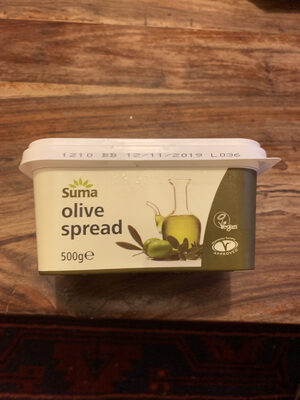 1210 BB 12/11/2019 L036
Suma
olive
spread
500g℮
Vegan
APPROVED